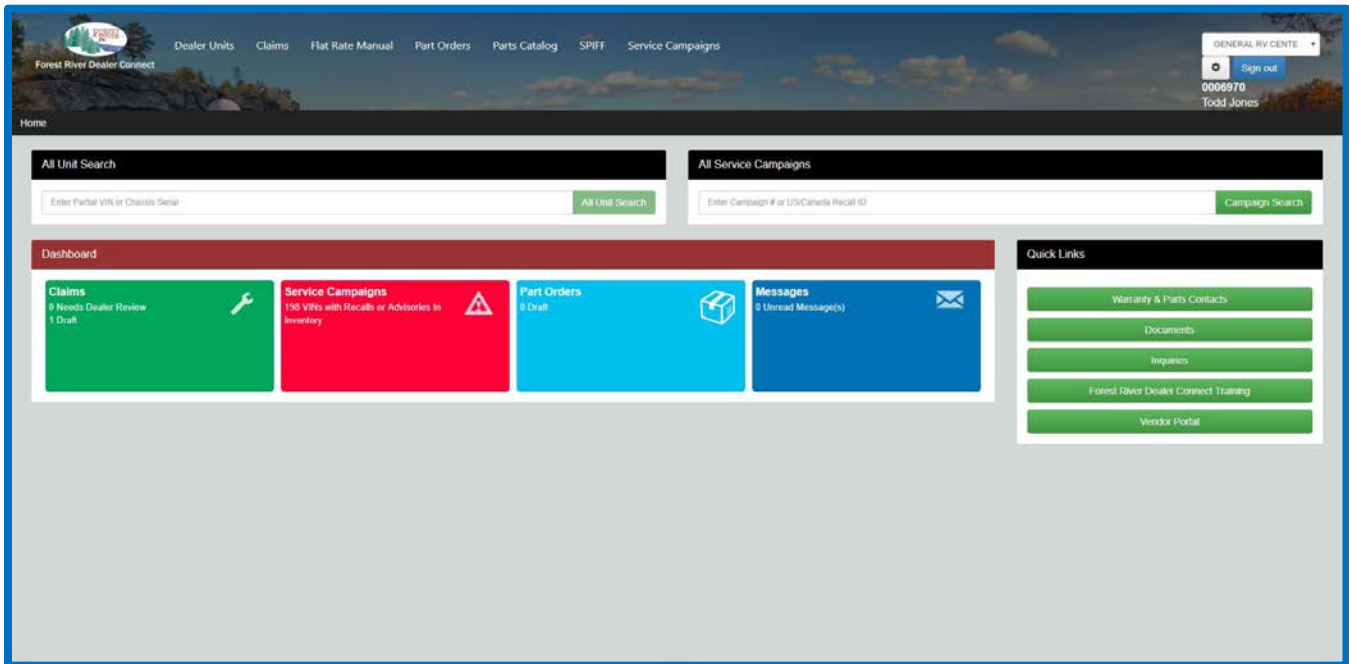 FOREST
RIVER
Forest River Dealer Connect
Dealer Units Claims Flat Rate Manual Part Orders Parts Catalog SPIFF Service Campaigns
GENERAL RV CENTE
Sign out
0006970
Todd Jones
Home
All Unit Search
Enter Partial VIN or Chassis Serial
All Unit Search
All Service Campaigns
Enter Campaign # or US/Canada Recall ID
Campaign Search
Dashboard
Claims
0 Needs Dealer Review
1 Draft
Service Campaigns
198 VINs with Recalls or Advisories In
Inventory
Part Orders
0 Draft
Messages
0 Unread Message(s)
Quick Links
Warranty & Parts Contacts
Documents
Inquiries
Forest River Dealer Connect Training
Vendor Portal